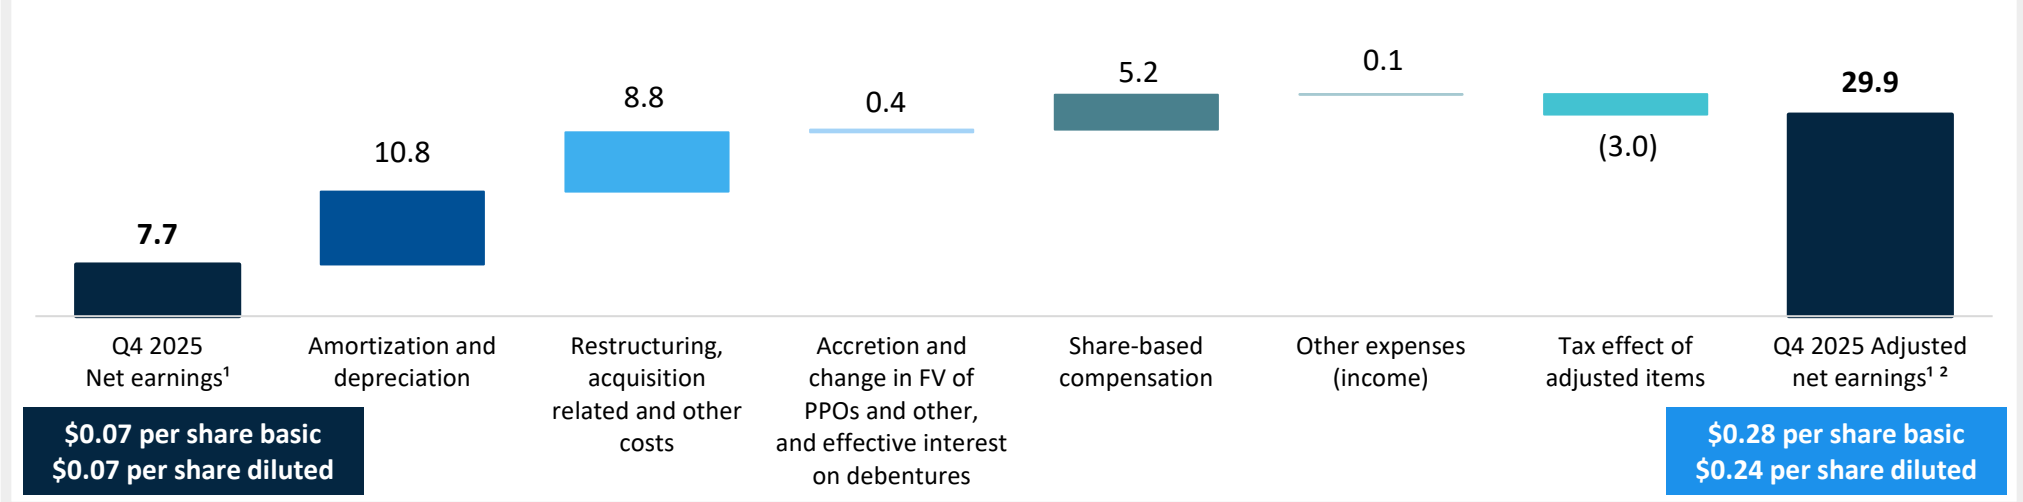 7.7
10.8
8.8
0.4
5.2
0.1
(3.0)
29.9
Q4 2025
Net earnings¹
Amortization and
depreciation
Restructuring,
acquisition
related and other
costs
Accretion and
change in FV of
PPOs and other,
and effective interest
on debentures
Share-based
compensation
Other expenses
(income)
Tax effect of
adjusted items
Q4 2025 Adjusted
net earnings¹ ²
$0.07 per share basic
$0.07 per share diluted
$0.28 per share basic
$0.24 per share diluted